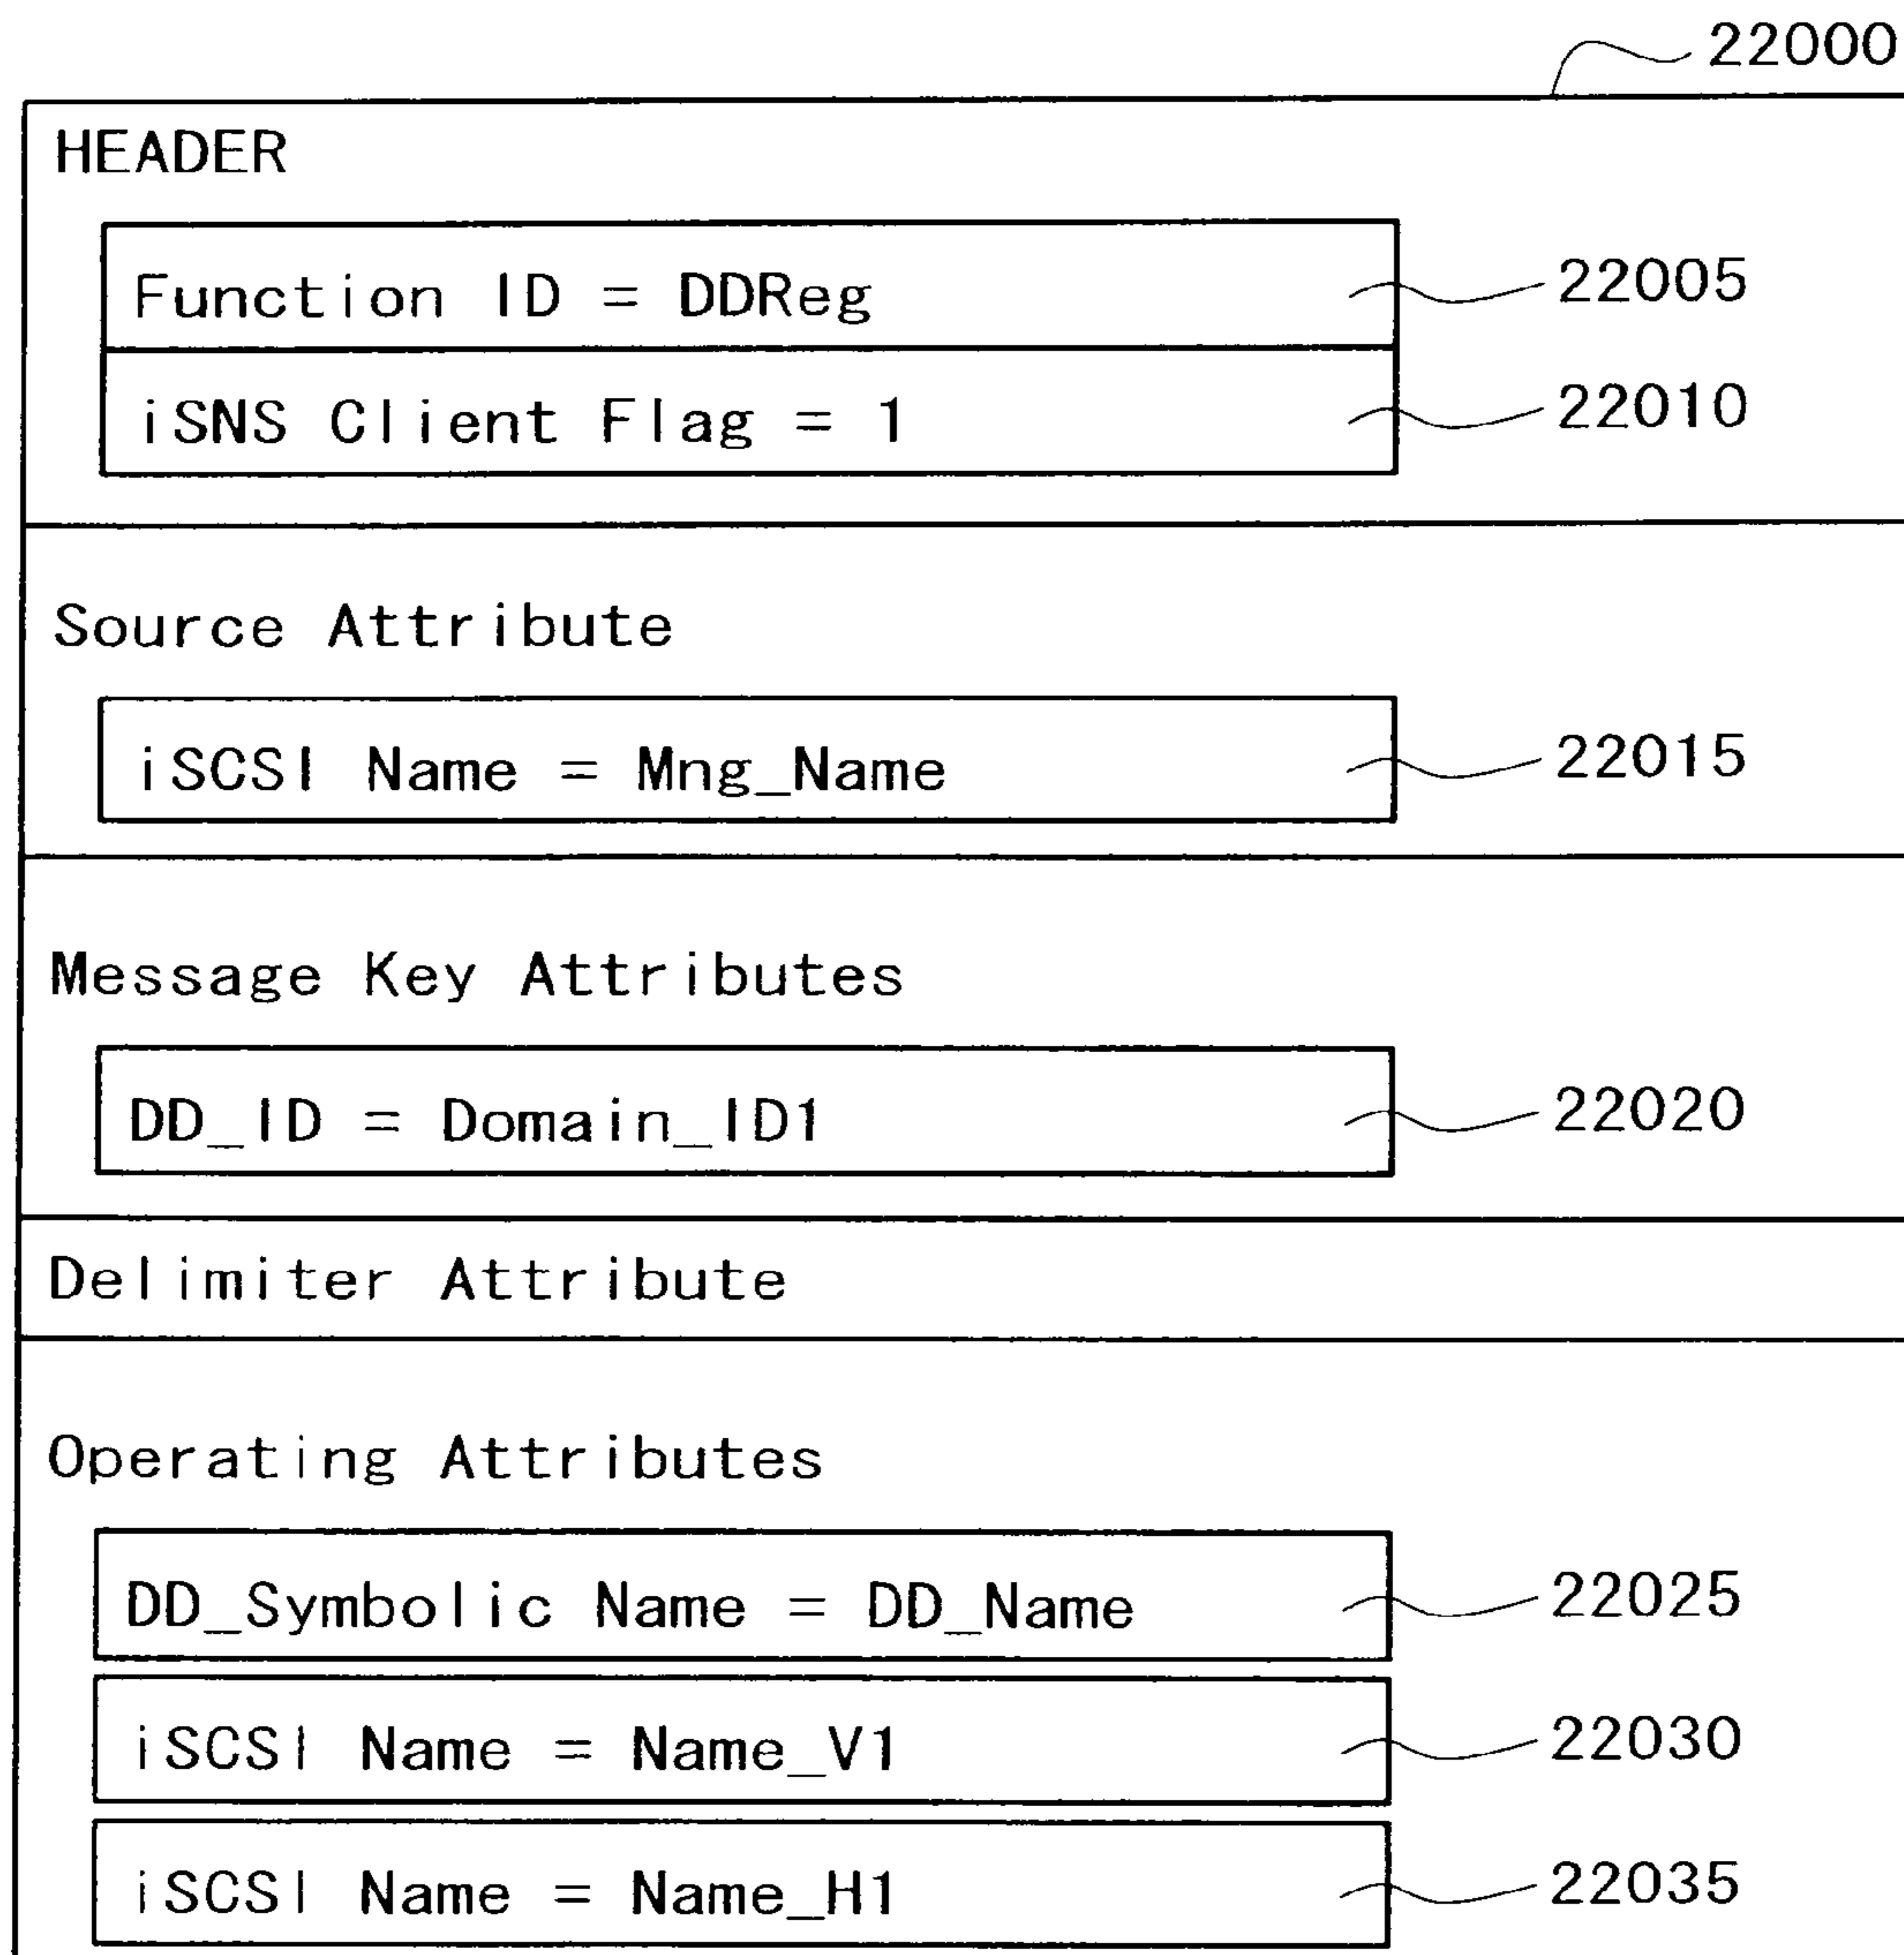 22000
HEADER
Function ID = DDReg
22005
iSNS Client Flag = 1
22010
Source Attribute
iSCSI Name = Mng_Name
22015
Message Key Attributes
DD_ID = Domain_ID1
22020
Delimiter Attribute
Operating Attributes
DD_Symbolic Name = DD_Name
22025
iSCSI Name = Name_V1
22030
iSCSI Name = Name_H1
22035